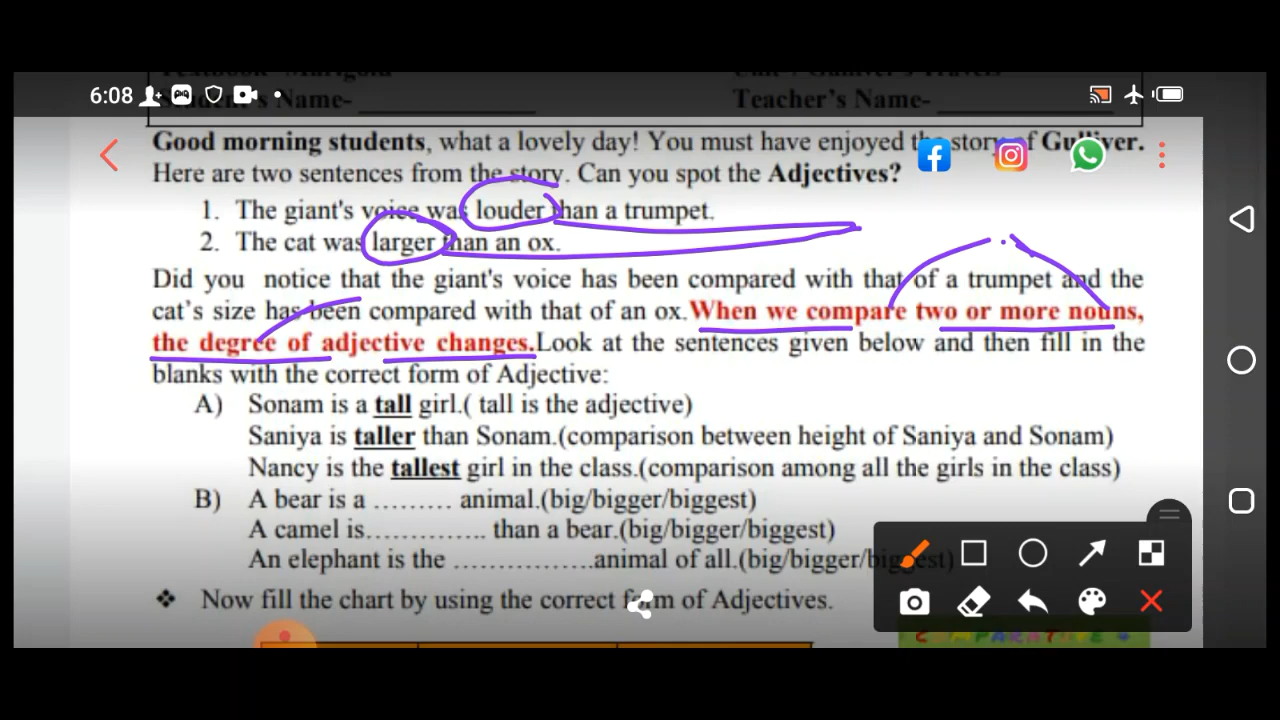 6:08
Textbook- Marigold Unit- Gulliver's Travels
Student's Name- Teacher's Name-
Good morning students, what a lovely day! You must have enjoyed the story of Gulliver.
Here are two sentences from the story. Can you spot the Adjectives?
1. The giant's voice was louder than a trumpet.
2. The cat was larger than an ox.
Did you notice that the giant's voice has been compared with that of a trumpet and the
cat's size has been compared with that of an ox.When we compare two or more nouns,
the degree of adjective changes.Look at the sentences given below and then fill in the
blanks with the correct form of Adjective:
A) Sonam is a tall girl.( tall is the adjective)
Saniya is taller than Sonam.(comparison between height of Saniya and Sonam)
Nancy is the tallest girl in the class.(comparison among all the girls in the class)
B) A bear is a ……… animal.(big/bigger/biggest)
A camel is………….. than a bear.(big/bigger/biggest)
An elephant is the …………….animal of all.(big/bigger/biggest)
❖ Now fill the chart by using the correct form of Adjectives.
COMPARATIVE